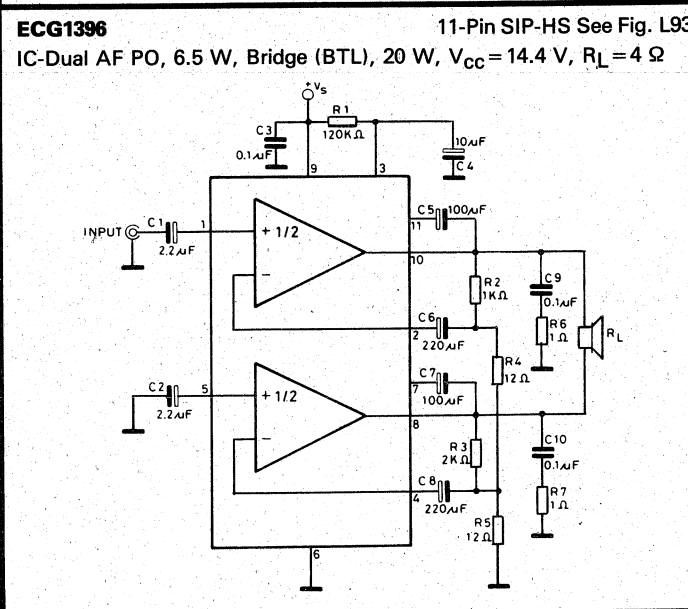 ECG1396 11-Pin SIP-HS See Fig. L93
IC-Dual AF PO, 6.5 W, Bridge (BTL), 20 W, VCC = 14.4 V, RL = 4 Ω
+VS
R1
120KΩ
C3
0.1µF
10µF
C4
9
3
INPUT
C1
2.2µF
1
+ 1/2
−
C5
100µF
11
10
R2
1KΩ
C9
0.1µF
C6
220µF
2
R6
1Ω
RL
R4
12Ω
C2
2.2µF
5
+ 1/2
−
C7
100µF
7
8
R3
2KΩ
C10
0.1µF
C8
220µF
4
R7
1Ω
R5
12Ω
6